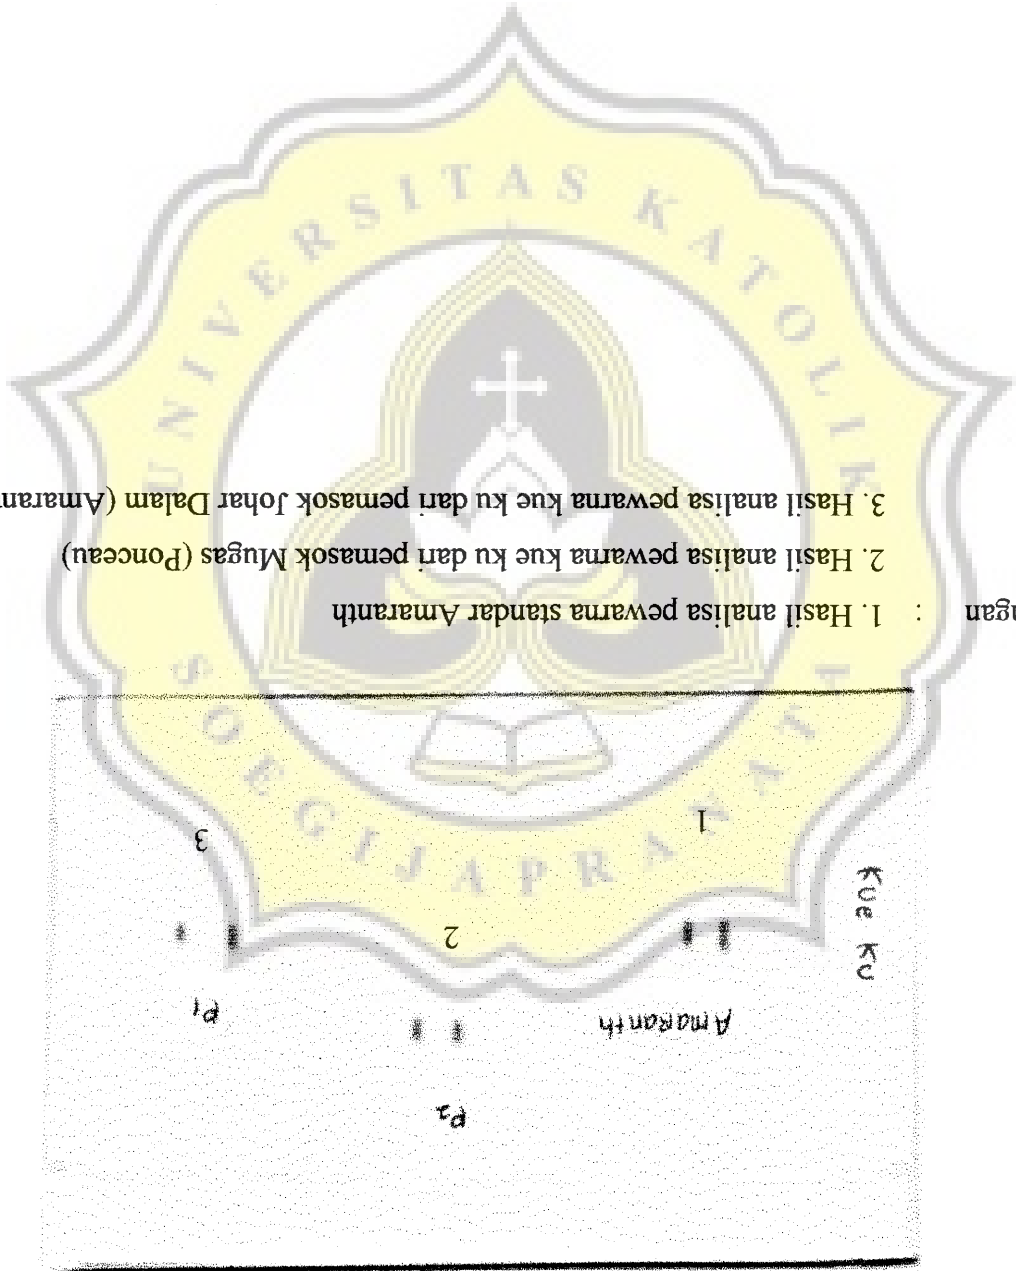 P2
Amaranth
P1
Kue Ku
2
1
3
ngan : 1. Hasil analisa pewarna standar Amaranth
2. Hasil analisa pewarna kue ku dari pemasok Mugas (Ponceau)
3. Hasil analisa pewarna kue ku dari pemasok Johar Dalam (Amaran
UNIVERSITAS KATOLIK
SOEGIJAPRANATA